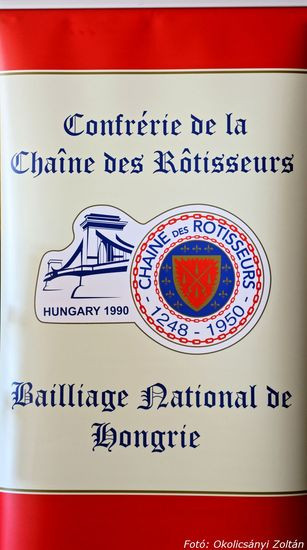 Confrérie de la
Chaîne des Rôtisseurs
CHAINE DES ROTISSEURS
- 1248 - 1950 -
HUNGARY 1990
Bailliage National de
Hongrie
Fotó: Okolicsányi Zoltán